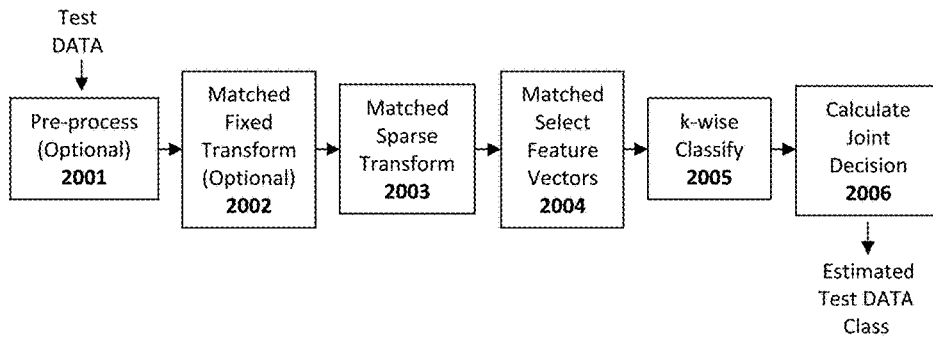 Test
DATA
Pre-process
(Optional)
2001
Matched
Fixed
Transform
(Optional)
2002
Matched
Sparse
Transform
2003
Matched
Select
Feature
Vectors
2004
k-wise
Classify
2005
Calculate
Joint
Decision
2006
Estimated
Test DATA
Class